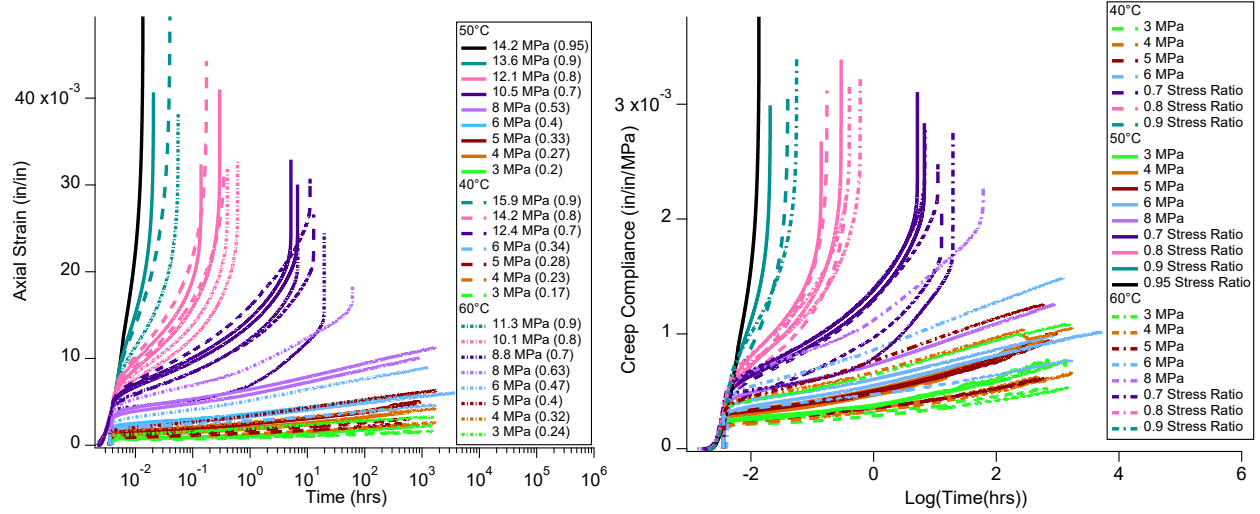 Axial Strain (in/in)
40 x10⁻³
30
20
10
0
10⁻²
10⁻¹
10⁰
10¹
10²
10³
10⁴
10⁵
10⁶
Time (hrs)
50°C
14.2 MPa (0.95)
13.6 MPa (0.9)
12.1 MPa (0.8)
10.5 MPa (0.7)
8 MPa (0.53)
6 MPa (0.4)
5 MPa (0.33)
4 MPa (0.27)
3 MPa (0.2)
40°C
15.9 MPa (0.9)
14.2 MPa (0.8)
12.4 MPa (0.7)
6 MPa (0.34)
5 MPa (0.28)
4 MPa (0.23)
3 MPa (0.17)
60°C
11.3 MPa (0.9)
10.1 MPa (0.8)
8.8 MPa (0.7)
8 MPa (0.63)
6 MPa (0.47)
5 MPa (0.4)
4 MPa (0.32)
3 MPa (0.24)
Creep Compliance (in/in/MPa)
3 x10⁻³
2
1
0
-2
0
2
4
6
Log(Time(hrs))
40°C
3 MPa
4 MPa
5 MPa
6 MPa
0.7 Stress Ratio
0.8 Stress Ratio
0.9 Stress Ratio
50°C
3 MPa
4 MPa
5 MPa
6 MPa
8 MPa
0.7 Stress Ratio
0.8 Stress Ratio
0.9 Stress Ratio
0.95 Stress Ratio
60°C
3 MPa
4 MPa
5 MPa
6 MPa
8 MPa
0.7 Stress Ratio
0.8 Stress Ratio
0.9 Stress Ratio